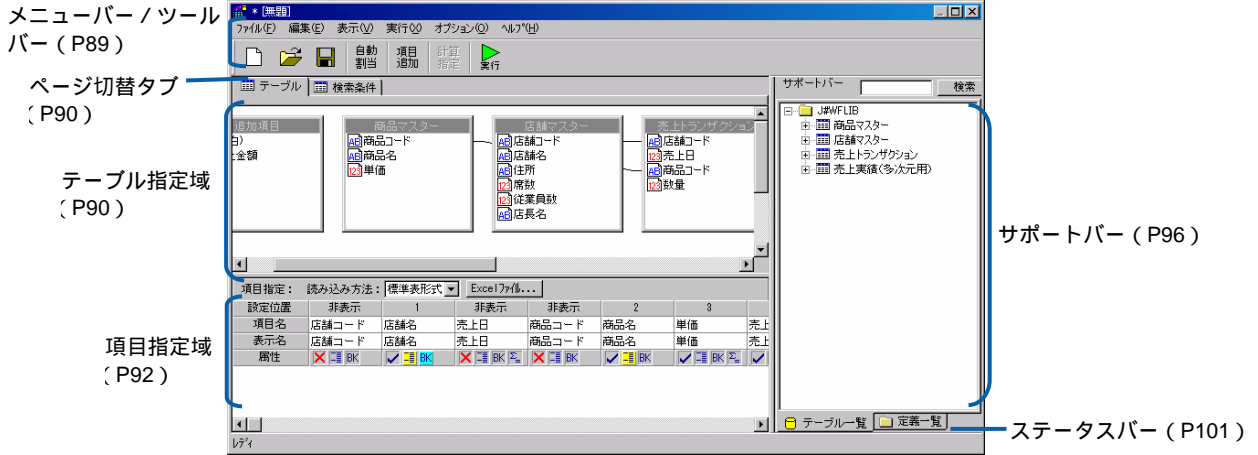 メニューバー / ツール
バー ( P89 )
ページ切替タブ
( P90 )
テーブル指定域
( P90 )
項目指定域
( P92 )
サポートバー ( P96 )
ステータスバー ( P101 )
* [無題]
ファイル(F) 編集(E) 表示(V) 実行(X) オプション(O) ヘルプ(H)
自動割当 項目追加 計算指定 実行
テーブル 検索条件
サポートバー 検索
追加項目
金額
商品マスター
商品コード
商品名
単価
店舗マスター
店舗コード
店舗名
住所
席数
従業員数
店長名
売上トランザクション
店舗コード
売上日
商品コード
数量
J#WFLIB
商品マスター
店舗マスター
売上トランザクション
売上実績(多次元用)
項目指定: 読み込み方法: 標準表形式 Excelファイル...
設定位置 非表示 1 非表示 非表示 2 3
項目名 店舗コード 店舗名 売上日 商品コード 商品名 単価 売上
表示名 店舗コード 店舗名 売上日 商品コード 商品名 単価 売上
属性 BK BK BK Σ BK BK BK Σ
テーブル一覧 定義一覧
レディ